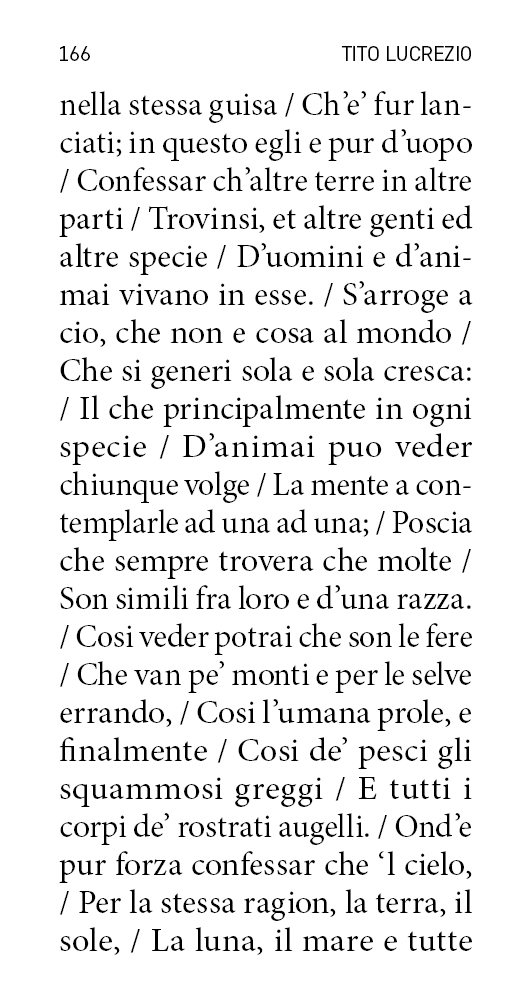 166 TITO LUCREZIO
nella stessa guisa / Ch’e’ fur lan-
ciati; in questo egli e pur d’uopo
/ Confessar ch’altre terre in altre
parti / Trovinsi, et altre genti ed
altre specie / D’uomini e d’ani-
mai vivano in esse. / S’arroge a
cio, che non e cosa al mondo /
Che si generi sola e sola cresca:
/ Il che principalmente in ogni
specie / D’animai puo veder
chiunque volge / La mente a con-
templarle ad una ad una; / Poscia
che sempre trovera che molte /
Son simili fra loro e d’una razza.
/ Cosi veder potrai che son le fere
/ Che van pe’ monti e per le selve
errando, / Cosi l’umana prole, e
finalmente / Cosi de’ pesci gli
squammosi greggi / E tutti i
corpi de’ rostrati augelli. / Ond’e
pur forza confessar che ‘l cielo,
/ Per la stessa ragion, la terra, il
sole, / La luna, il mare e tutte